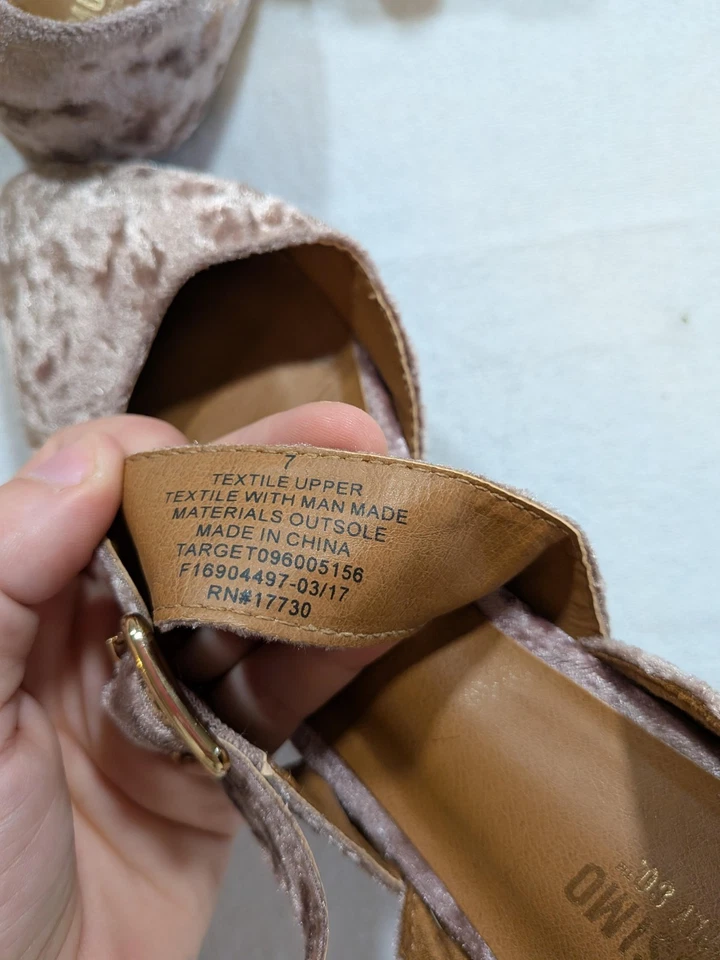 7
TEXTILE UPPER
TEXTILE WITH MAN MADE
MATERIALS OUTSOLE
MADE IN CHINA
TARGET096005156
F16904497-03/17
RN#17730